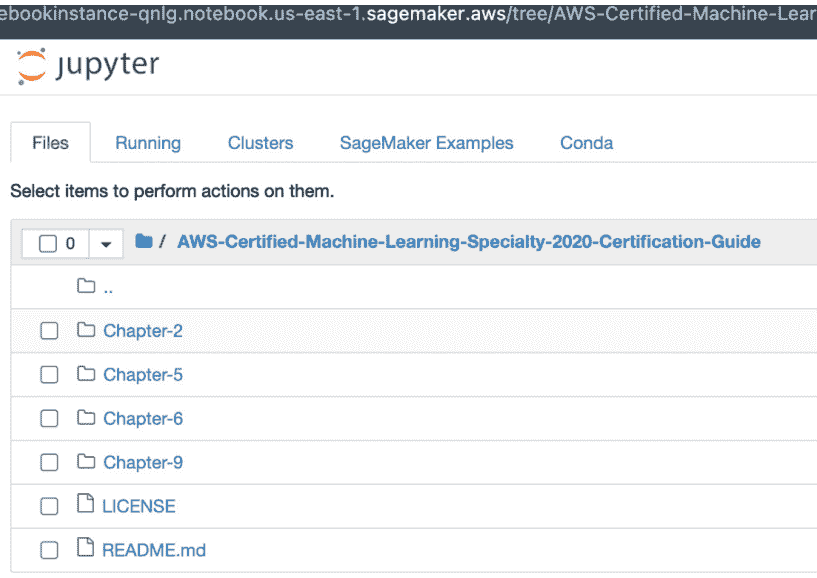 ebookinstance-qnlg.notebook.us-east-1.sagemaker.aws/tree/AWS-Certified-Machine-Lear
jupyter
Files Running Clusters SageMaker Examples Conda
Select items to perform actions on them.
0 / AWS-Certified-Machine-Learning-Specialty-2020-Certification-Guide
..
Chapter-2
Chapter-5
Chapter-6
Chapter-9
LICENSE
README.md